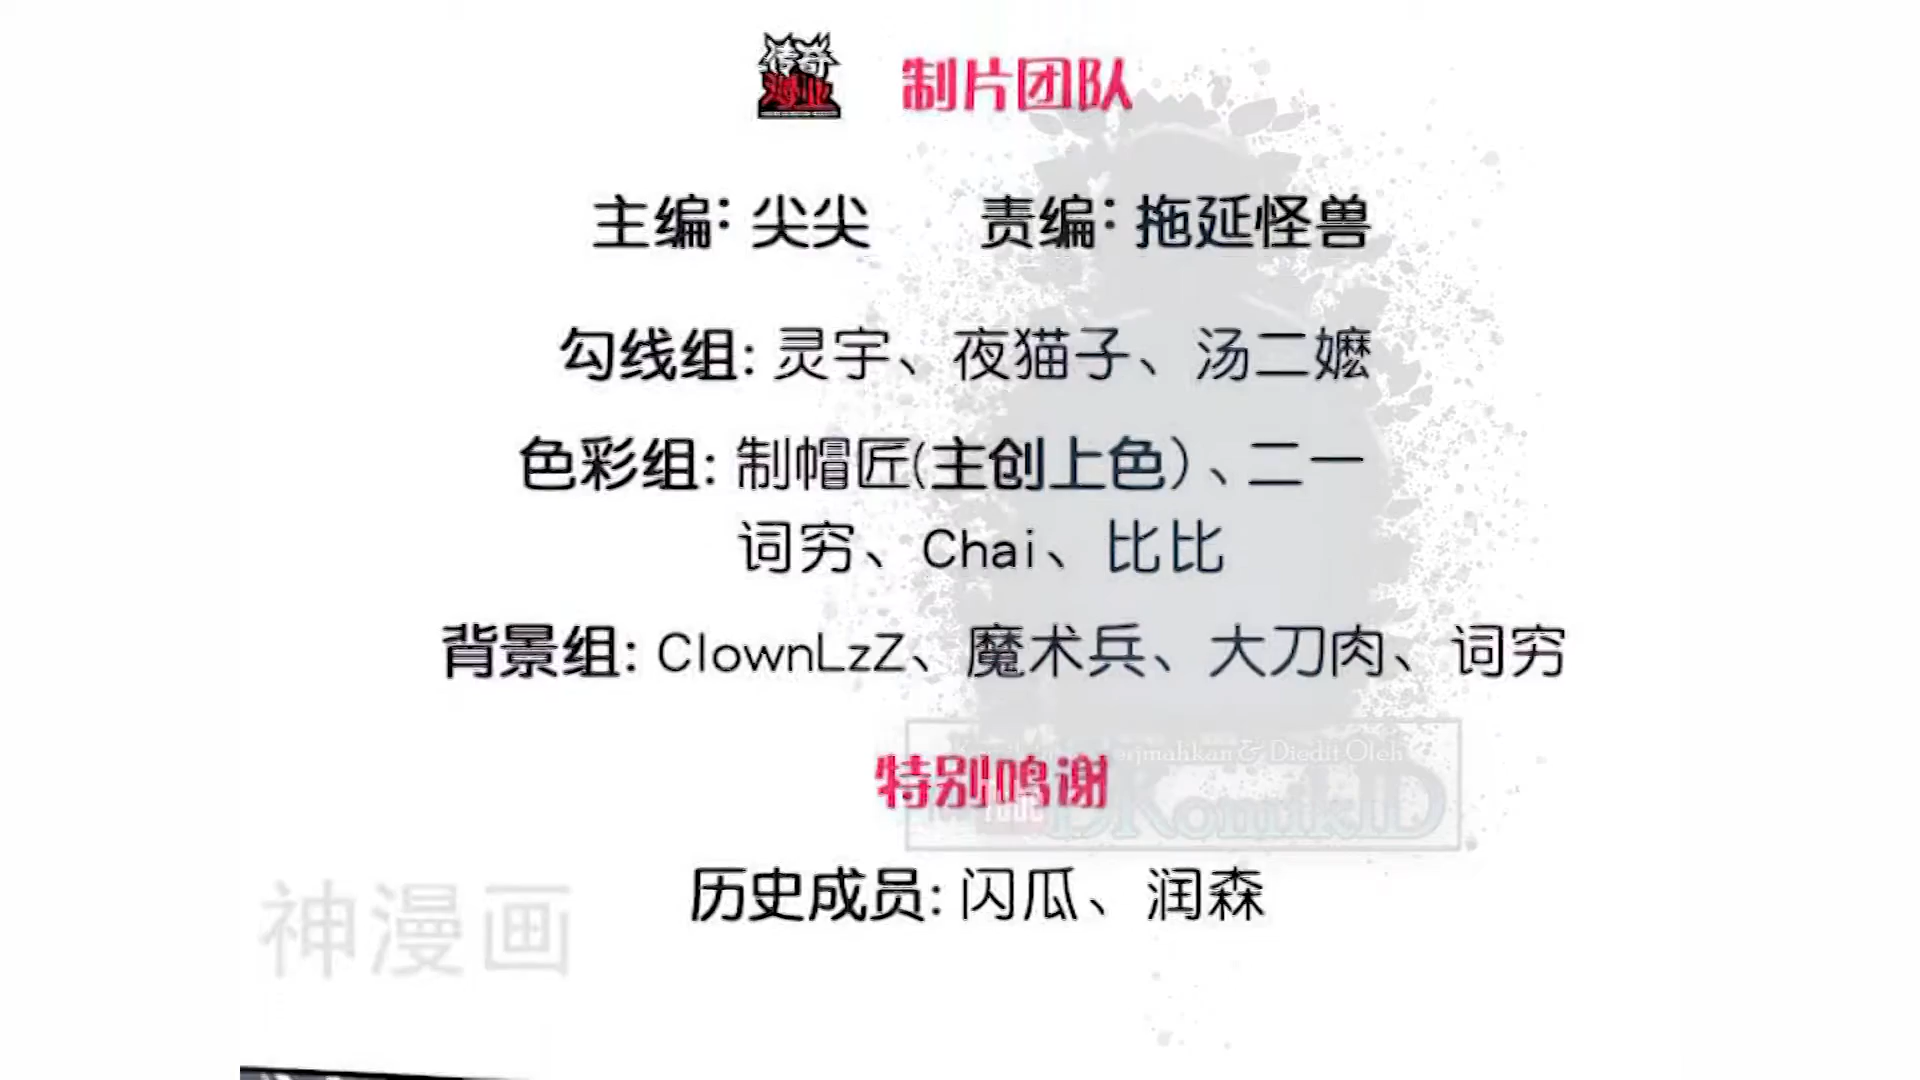 制片团队
主编：尖尖 责编：拖延怪兽
勾线组：灵宇、夜猫子、汤二嬷
色彩组：制帽匠(主创上色）、二一
词穷、Chai、比比
背景组：ClownLzZ、魔术兵、大刀肉、词穷
& Diedit Oleh
特别鸣谢
KomikID
历史成员：闪瓜、润森
神漫画